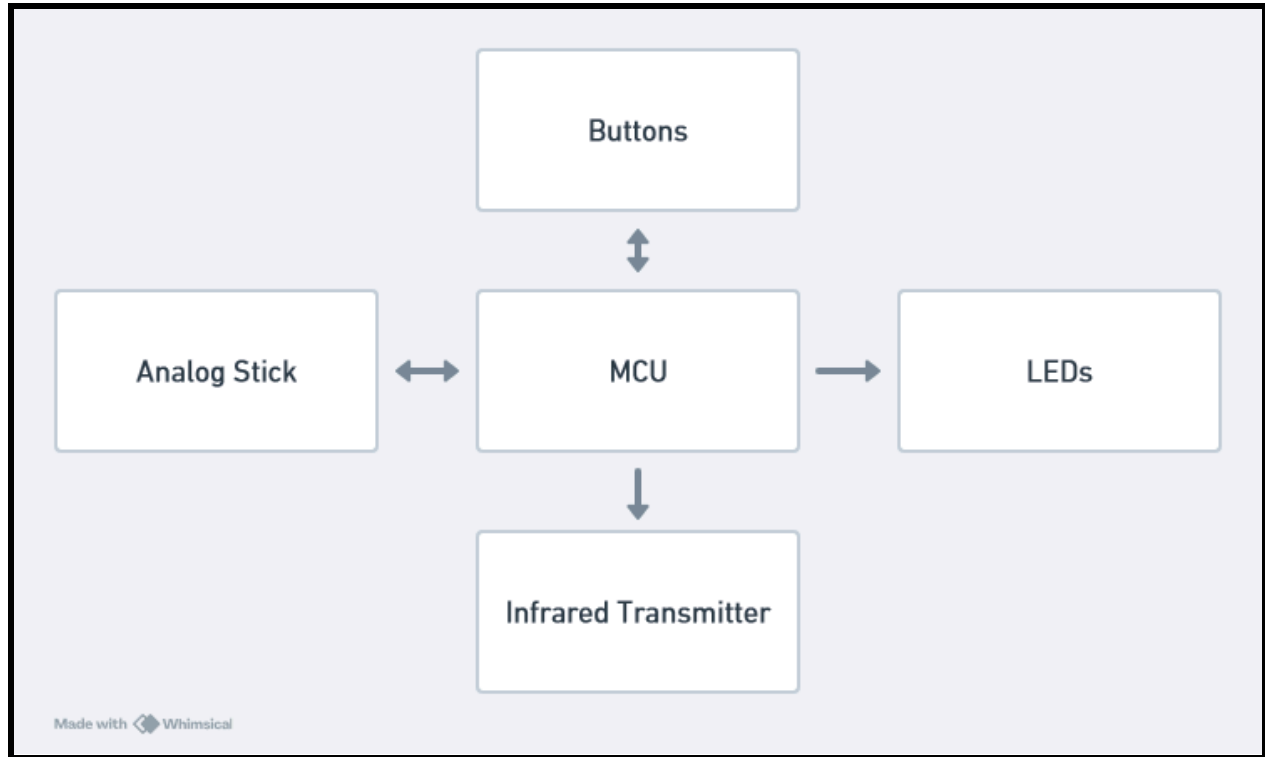 Buttons
Analog Stick
MCU
LEDs
Infrared Transmitter
Made with Whimsical